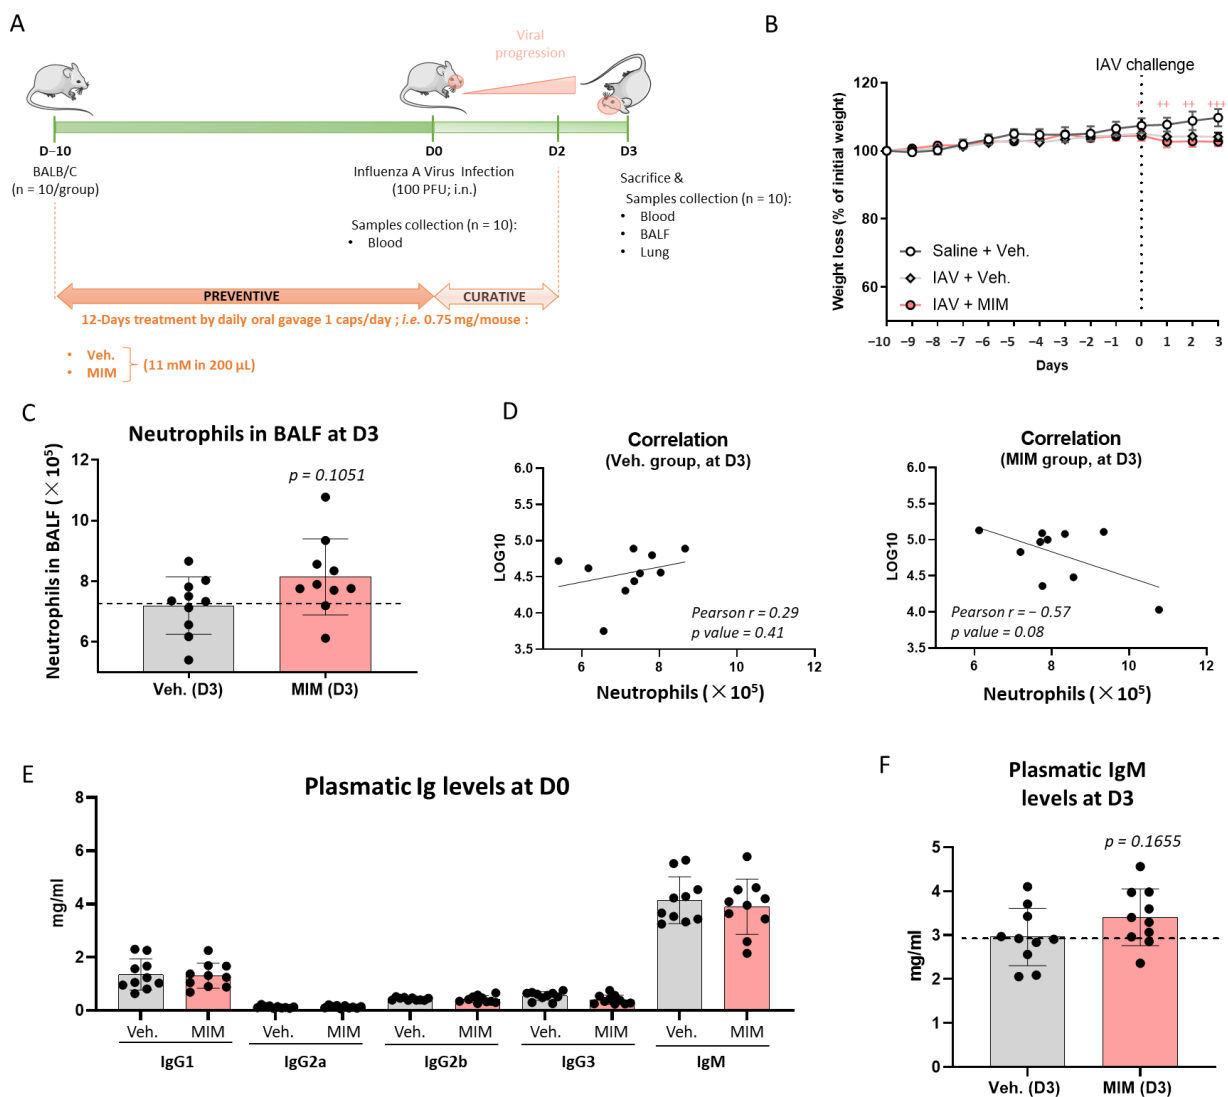 A
Viral
progression
D−10
D0
D2
D3
BALB/C
(n = 10/group)
Influenza A Virus Infection
(100 PFU; i.n.)
Samples collection (n = 10):
• Blood
Sacrifice &
Samples collection (n = 10):
• Blood
• BALF
• Lung
PREVENTIVE
CURATIVE
12-Days treatment by daily oral gavage 1 caps/day ; i.e. 0.75 mg/mouse :
• Veh.
• MIM
(11 mM in 200 µL)
B
IAV challenge
Weight loss (% of initial weight)
120
100
80
60
+ ++ ++ +++
Saline + Veh.
IAV + Veh.
IAV + MIM
−10 −9 −8 −7 −6 −5 −4 −3 −2 −1 0 1 2 3
Days
C
Neutrophils in BALF at D3
Neutrophils in BALF (×10⁵)
12
10
8
6
p = 0.1051
Veh. (D3)
MIM (D3)
D
Correlation
(Veh. group, at D3)
LOG10
6.0
5.5
5.0
4.5
4.0
3.5
Pearson r = 0.29
p value = 0.41
6 8 10 12
Neutrophils (×10⁵)
Correlation
(MIM group, at D3)
LOG10
6.0
5.5
5.0
4.5
4.0
3.5
Pearson r = − 0.57
p value = 0.08
6 8 10 12
Neutrophils (×10⁵)
E
Plasmatic Ig levels at D0
mg/ml
8
6
4
2
0
Veh. MIM Veh. MIM Veh. MIM Veh. MIM Veh. MIM
IgG1 IgG2a IgG2b IgG3 IgM
F
Plasmatic IgM
levels at D3
p = 0.1655
mg/ml
5
4
3
2
1
0
Veh. (D3)
MIM (D3)